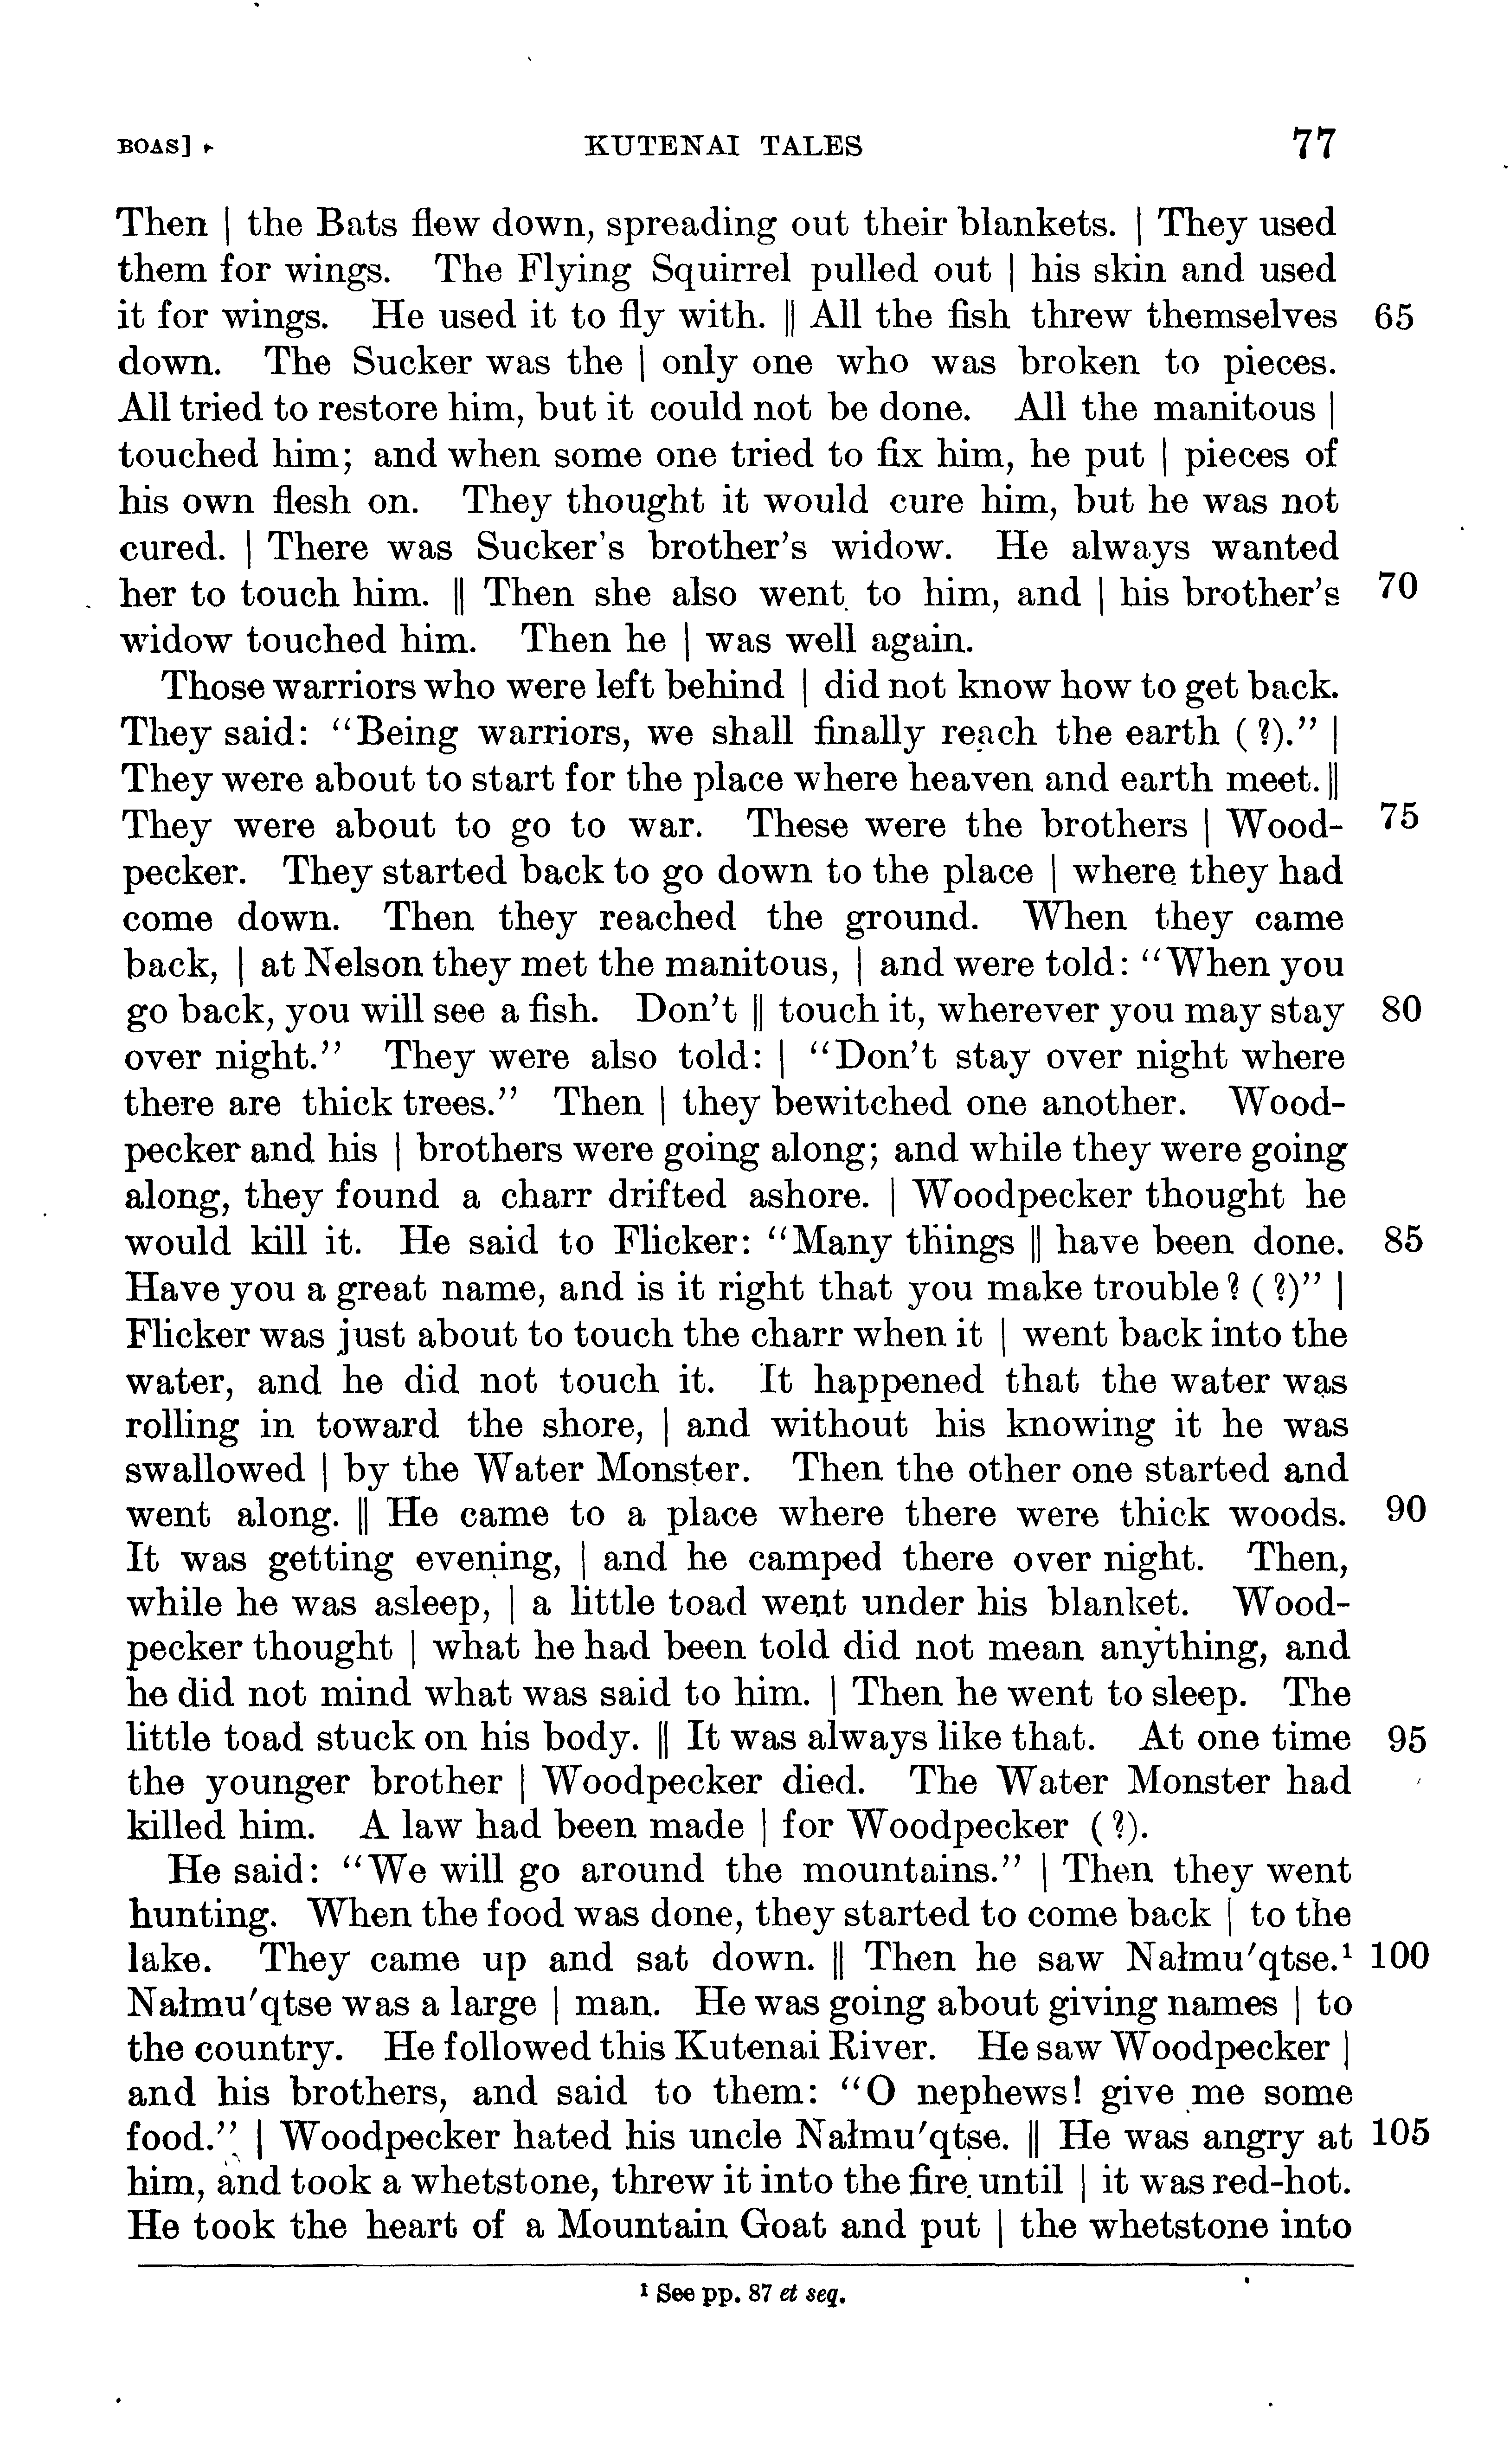 BOAS] KUTENAI TALES 77
Then | the Bats flew down, spreading out their blankets. | They used
them for wings. The Flying Squirrel pulled out | his skin and used
it for wings. He used it to fly with. || All the fish threw themselves 65
down. The Sucker was the | only one who was broken to pieces.
All tried to restore him, but it could not be done. All the manitous |
touched him; and when some one tried to fix him, he put | pieces of
his own flesh on. They thought it would cure him, but he was not
cured. | There was Sucker's brother's widow. He always wanted
her to touch him. || Then she also went to him, and | his brother's 70
widow touched him. Then he | was well again.
Those warriors who were left behind | did not know how to get back.
They said: "Being warriors, we shall finally reach the earth (?)." |
They were about to start for the place where heaven and earth meet. ||
They were about to go to war. These were the brothers | Wood- 75
pecker. They started back to go down to the place | where they had
come down. Then they reached the ground. When they came
back, | at Nelson they met the manitous, | and were told: "When you
go back, you will see a fish. Don't || touch it, wherever you may stay 80
over night." They were also told: | "Don't stay over night where
there are thick trees." Then | they bewitched one another. Wood-
pecker and his | brothers were going along; and while they were going
along, they found a charr drifted ashore. | Woodpecker thought he
would kill it. He said to Flicker: "Many things || have been done. 85
Have you a great name, and is it right that you make trouble? (?)" |
Flicker was just about to touch the charr when it | went back into the
water, and he did not touch it. It happened that the water was
rolling in toward the shore, | and without his knowing it he was
swallowed | by the Water Monster. Then the other one started and
went along. || He came to a place where there were thick woods. 90
It was getting evening, | and he camped there over night. Then,
while he was asleep, | a little toad went under his blanket. Wood-
pecker thought | what he had been told did not mean anything, and
he did not mind what was said to him. | Then he went to sleep. The
little toad stuck on his body. || It was always like that. At one time 95
the younger brother | Woodpecker died. The Water Monster had
killed him. A law had been made | for Woodpecker (?).
He said: "We will go around the mountains." | Then they went
hunting. When the food was done, they started to come back | to the
lake. They came up and sat down. || Then he saw Nałmu'qtse.¹ 100
Nałmu'qtse was a large | man. He was going about giving names | to
the country. He followed this Kutenai River. He saw Woodpecker |
and his brothers, and said to them: "O nephews! give me some
food." | Woodpecker hated his uncle Nałmu'qtse. || He was angry at 105
him, and took a whetstone, threw it into the fire until | it was red-hot.
He took the heart of a Mountain Goat and put | the whetstone into
¹ See pp. 87 et seq.